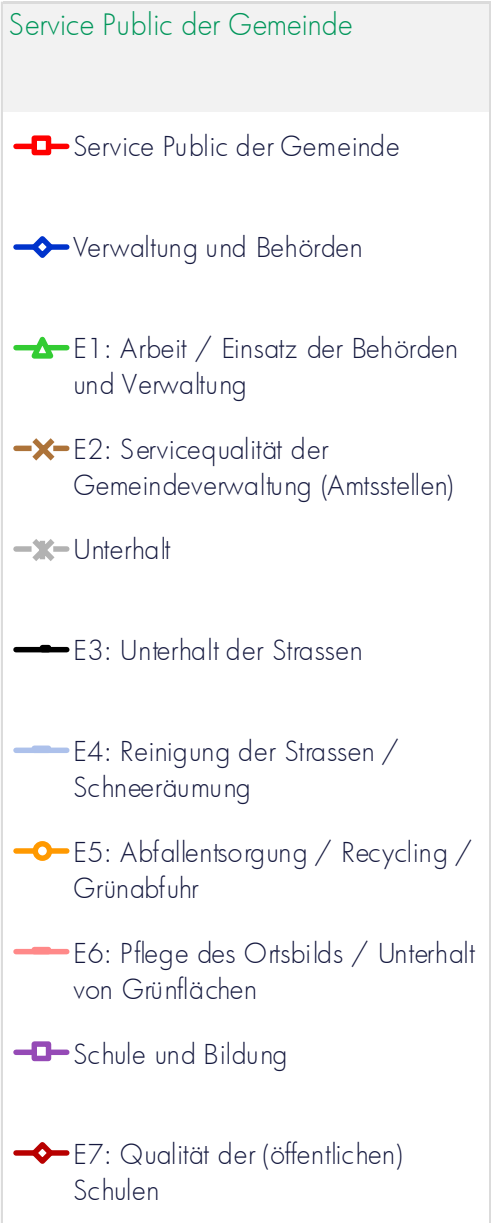 Service Public der Gemeinde
Service Public der Gemeinde
Verwaltung und Behörden
E1: Arbeit / Einsatz der Behörden
und Verwaltung
E2: Servicequalität der
Gemeindeverwaltung (Amtsstellen)
Unterhalt
E3: Unterhalt der Strassen
E4: Reinigung der Strassen /
Schneeräumung
E5: Abfallentsorgung / Recycling /
Grünabfuhr
E6: Pflege des Ortsbilds / Unterhalt
von Grünflächen
Schule und Bildung
E7: Qualität der (öffentlichen)
Schulen